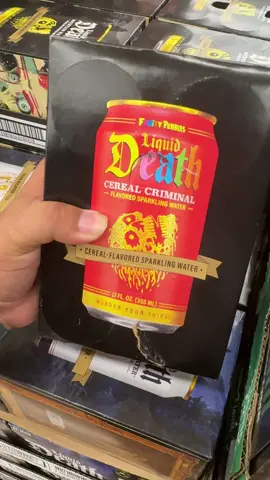 FRUITY PEBBLES
Liquid
Death
CEREAL CRIMINAL
FLAVORED SPARKLING WATER
CEREAL-FLAVORED SPARKLING WATER
12 FL. OZ (355 ML)
MURDER YOUR THIRST